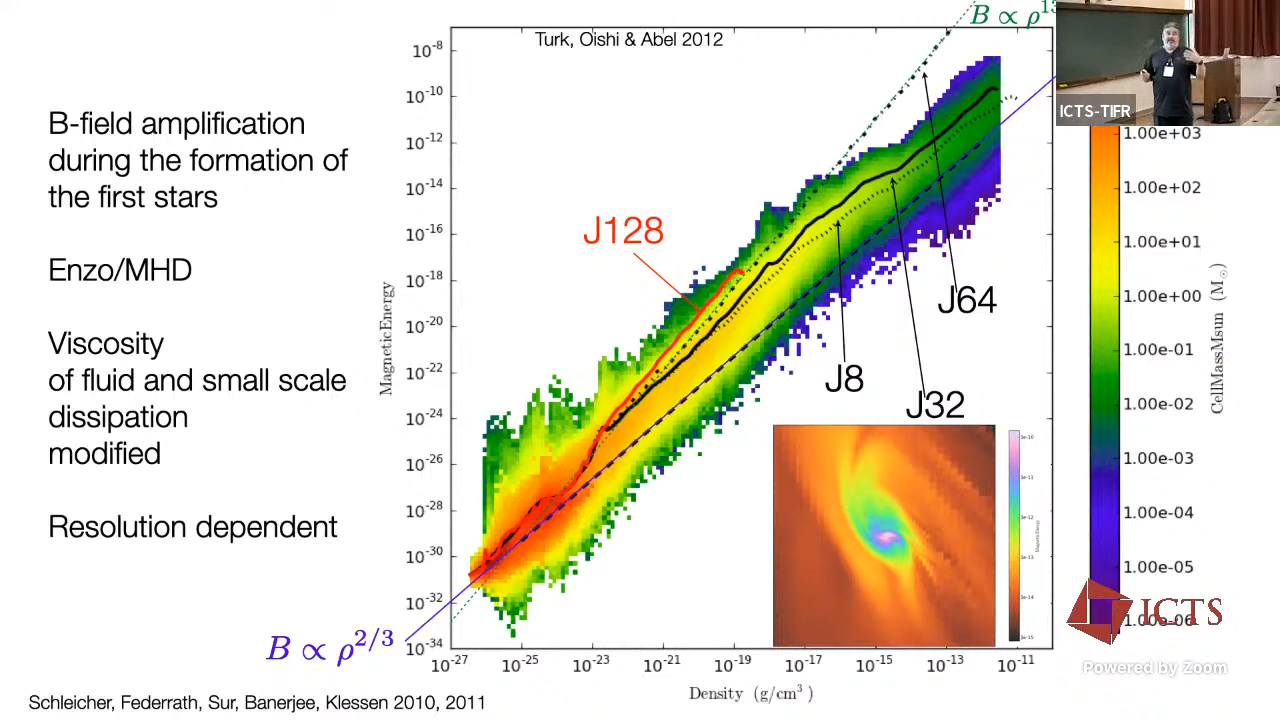 B-field amplification
during the formation of
the first stars
Enzo/MHD
Viscosity
of fluid and small scale
dissipation
modified
Resolution dependent
Schleicher, Federrath, Sur, Banerjee, Klessen 2010, 2011
Turk, Oishi & Abel 2012
B ∝ ρ^{2/3}
MagneticEnergy
10^{-8}
10^{-10}
10^{-12}
10^{-14}
10^{-16}
10^{-18}
10^{-20}
10^{-22}
10^{-24}
10^{-26}
10^{-28}
10^{-30}
10^{-32}
10^{-34}
10^{-27} 10^{-25} 10^{-23} 10^{-21} 10^{-19} 10^{-17} 10^{-15} 10^{-13} 10^{-11}
Density (g/cm^3)
J128
J8
J32
J64
ICTS-TIFR
1.00e+03
1.00e+02
1.00e+01
1.00e+00
1.00e-01
1.00e-02
1.00e-03
1.00e-04
1.00e-05
1.00e-06
CellMassMsun (M_⊙)
ICTS
Powered by Zoom